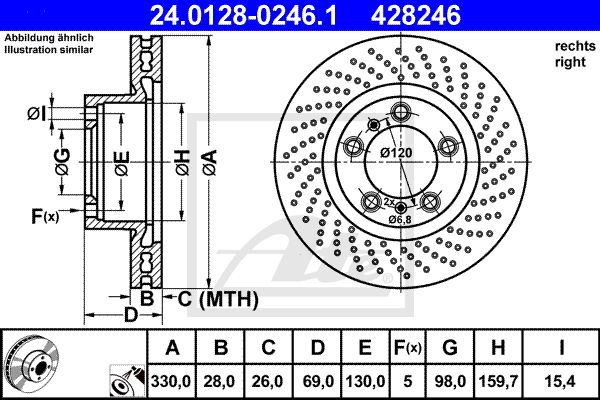 24.0128-0246.1 428246
Abbildung ähnlich
Illustration similar
rechts
right
ØI
ØG
ØE
ØH
ØA
F(x)
B
C (MTH)
D
Ø120
2x
Ø6,8
Ate
A B C D E F(x) G H I
330,0 28,0 26,0 69,0 130,0 5 98,0 159,7 15,4